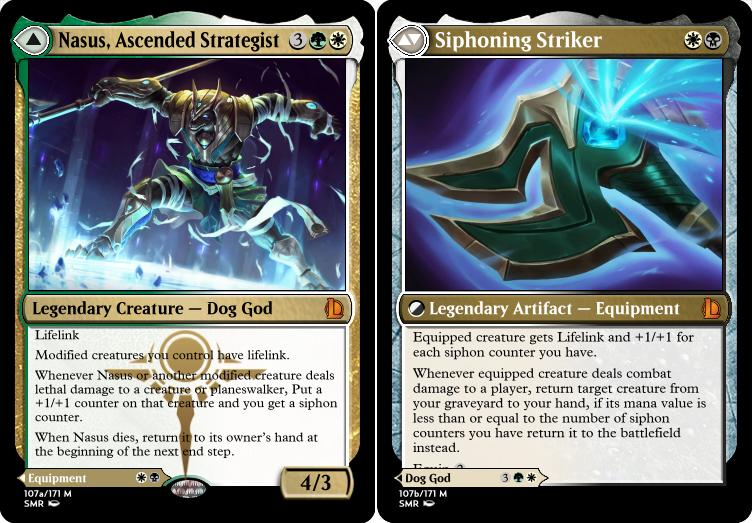 Nasus, Ascended Strategist 3
Legendary Creature — Dog God
Lifelink
Modified creatures you control have lifelink.
Whenever Nasus or another modified creature deals
lethal damage to a creature or planeswalker, Put a
+1/+1 counter on that creature and you get a siphon
counter.
When Nasus dies, return it to its owner's hand at
the beginning of the next end step.
Equipment
4/3
107a/171 M
SMR
Siphoning Striker
Legendary Artifact — Equipment
Equipped creature gets Lifelink and +1/+1 for
each siphon counter you have.
Whenever equipped creature deals combat
damage to a player, return target creature from
your graveyard to your hand, if its mana value is
less than or equal to the number of siphon
counters you have return it to the battlefield
instead.
Dog God 3
107b/171 M
SMR